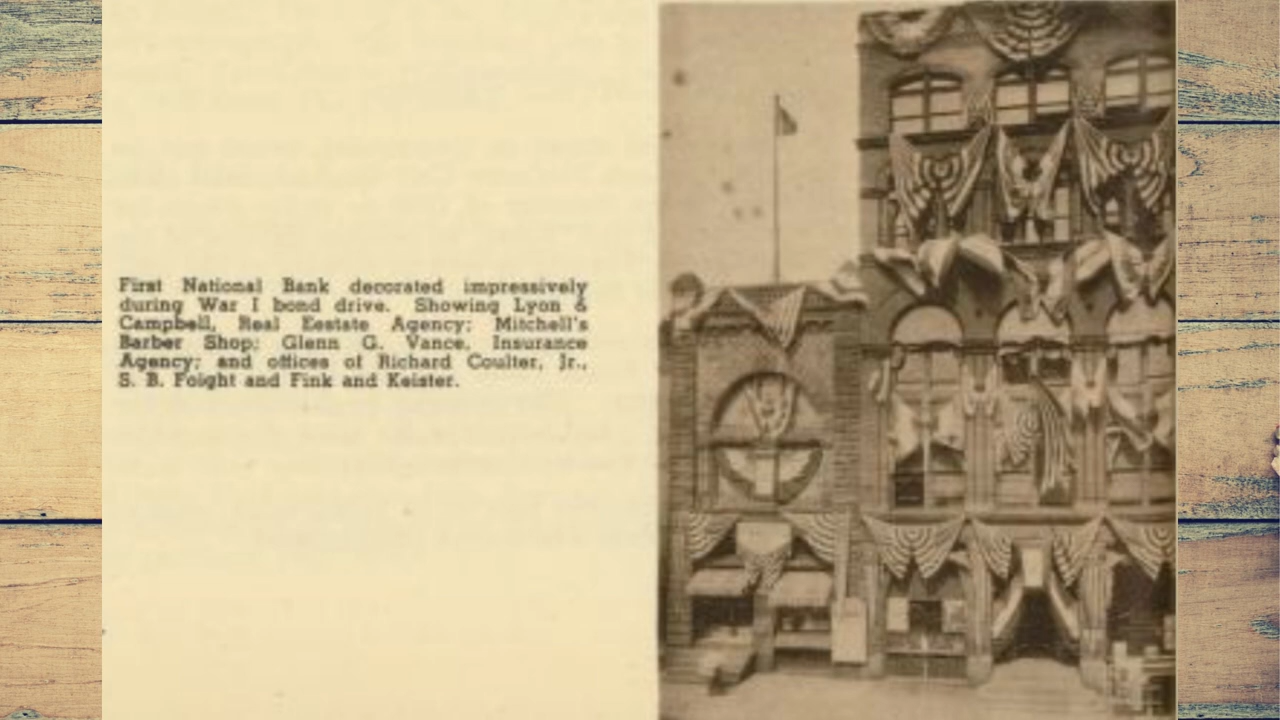 First National Bank decorated impressively
during War I bond drive. Showing Lyon &
Campbell, Real Eestate Agency; Mitchell's
Barber Shop; Glenn G. Vance, Insurance
Agency; and offices of Richard Coulter, Jr.,
S. B. Foight and Fink and Keister.